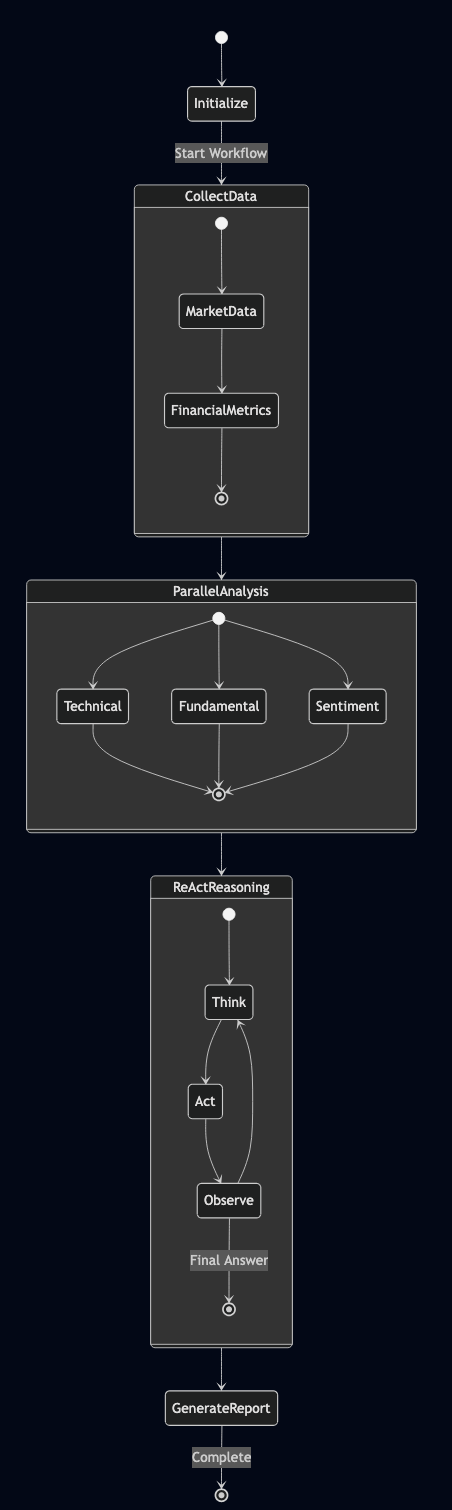 Initialize
Start Workflow
CollectData
MarketData
FinancialMetrics
ParallelAnalysis
Technical
Fundamental
Sentiment
ReActReasoning
Think
Act
Observe
Final Answer
GenerateReport
Complete